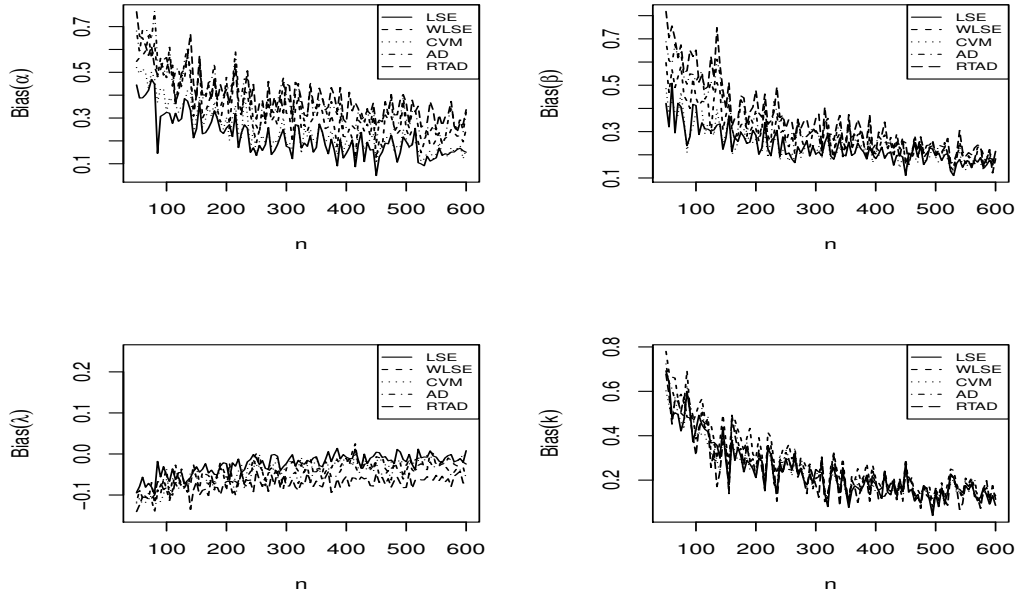 Bias(α)
0.1 0.3 0.5 0.7
100 200 300 400 500 600
n
LSE
WLSE
CVM
AD
RTAD
Bias(β)
0.1 0.3 0.5 0.7
100 200 300 400 500 600
n
LSE
WLSE
CVM
AD
RTAD
Bias(λ)
−0.1 0.0 0.1 0.2
100 200 300 400 500 600
n
LSE
WLSE
CVM
AD
RTAD
Bias(k)
0.2 0.4 0.6 0.8
100 200 300 400 500 600
n
LSE
WLSE
CVM
AD
RTAD